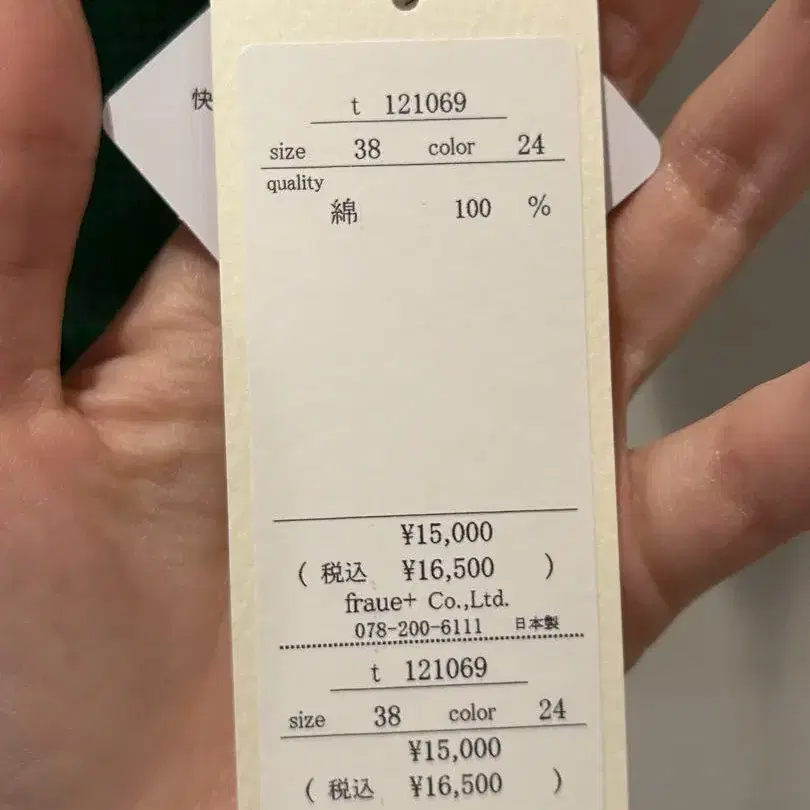 快
t 121069
size 38 color 24
quality
綿 100 %
¥15,000
( 税込 ¥16,500 )
fraue+ Co.,Ltd.
078-200-6111 日本製
t 121069
size 38 color 24
¥15,000
( 税込 ¥16,500 )